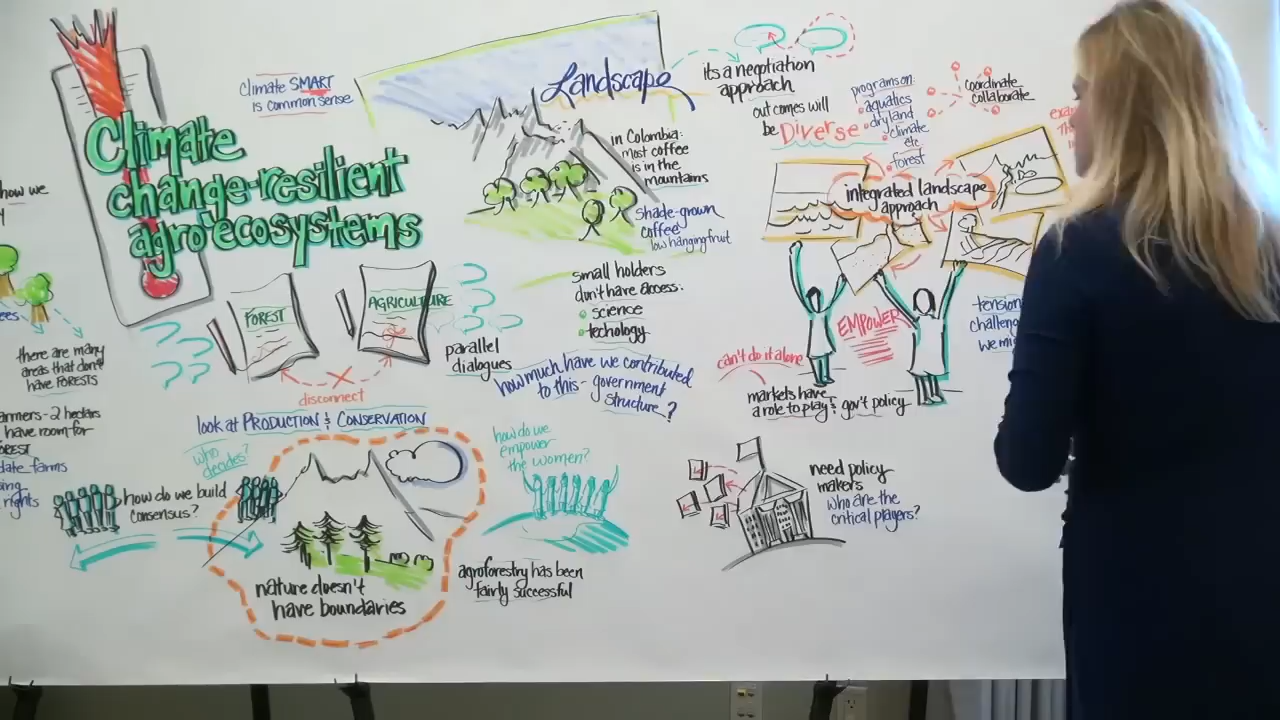 Climate
change-resilient
agroecosystems
Climate SMART
is common sense
Landscape
its a negotiation
approach
out comes will
be Diverse
programs on:
aquatics
dry land
climate
etc.
forest
Coordinate
collaborate
in Colombia:
most coffee
is in the
mountains
shade-grown
coffee
low hanging fruit
integrated landscape
approach
how we
FOREST
AGRICULTURE
parallel
dialogues
disconnect
small holders
dun't have access:
science
techology
how much have we contributed
to this - government
structure?
EMPOWER
can't do it alone
markets have
a role to play & gov't policy
tension
challeng
we mi
there are many
areas that don't
have FORESTS
armers - 2 hectars
have room for
date farms
rights
look at PRODUCTION & CONSERVATION
who
decides?
how do we build
consensus?
nature doesn't
have boundaries
how do we
empower
the women?
agroforestry has been
fairly successful
need policy
makers
who are the
critical players?